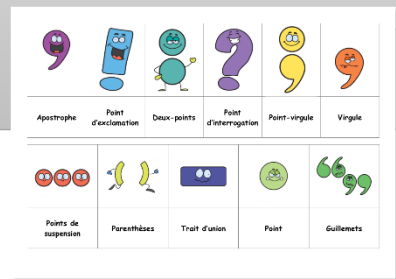 Apostrophe
Point
d'exclamation
Deux-points
Point
d'interrogation
Point-virgule
Virgule
Points de
suspension
Parenthèses
Trait d'union
Point
Guillemets